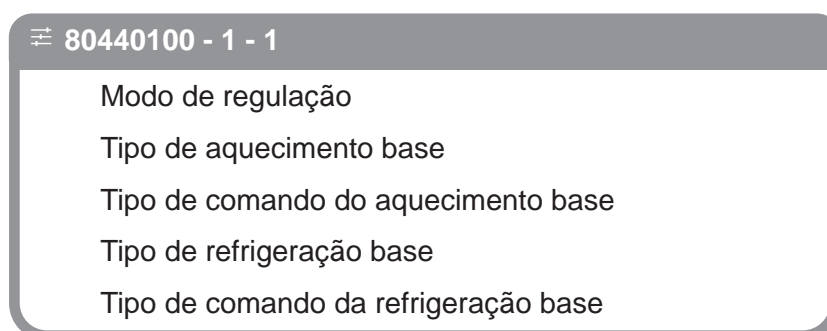 80440100 - 1 - 1
Modo de regulação
Tipo de aquecimento base
Tipo de comando do aquecimento base
Tipo de refrigeração base
Tipo de comando da refrigeração base